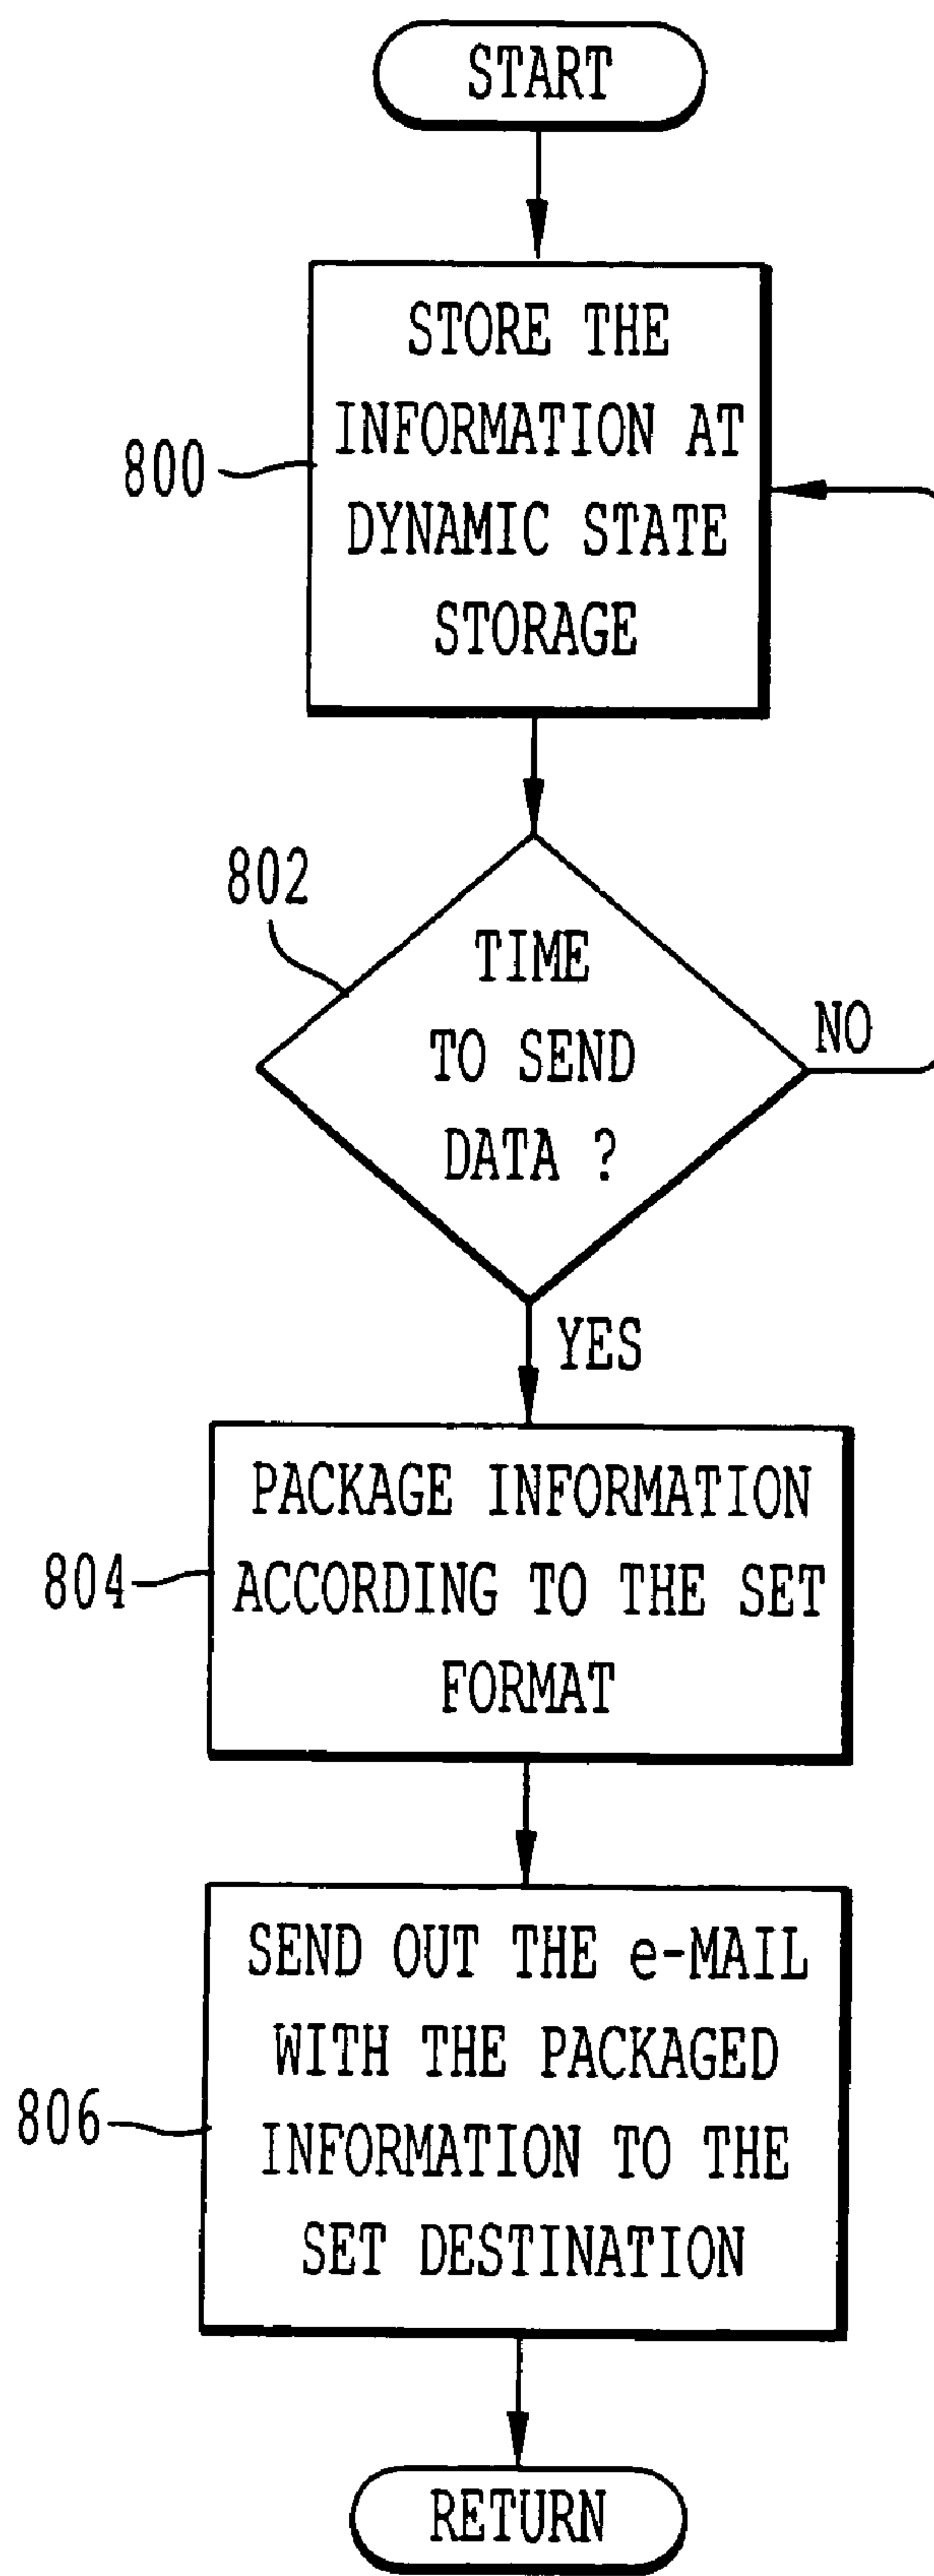 START
STORE THE
INFORMATION AT
DYNAMIC STATE
STORAGE
800
802
TIME
TO SEND
DATA ?
NO
YES
PACKAGE INFORMATION
ACCORDING TO THE SET
FORMAT
804
SEND OUT THE e-MAIL
WITH THE PACKAGED
INFORMATION TO THE
SET DESTINATION
806
RETURN